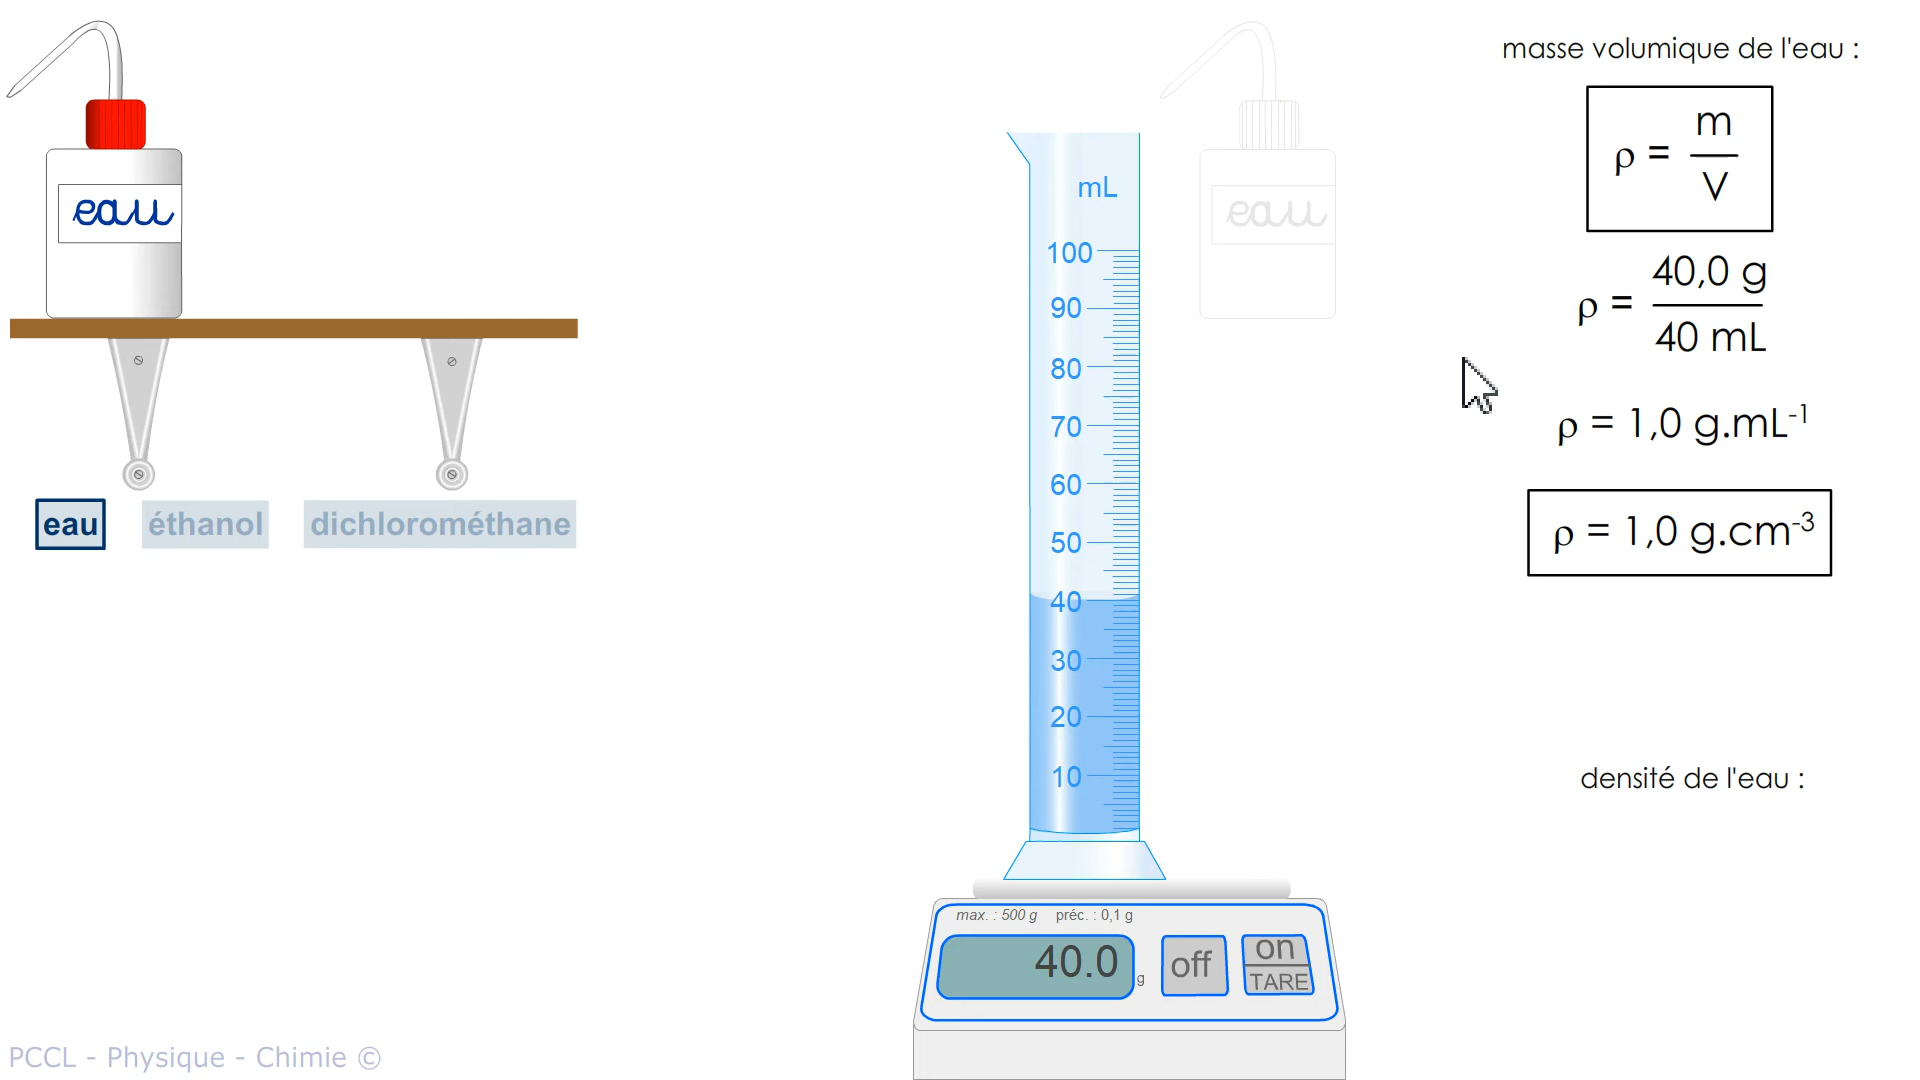 eau
eau éthanol dichlorométhane
mL
eau
100
90
80
70
60
50
40
30
20
10
max. : 500 g préc. : 0,1 g
40.0 g
off
on
TARE
masse volumique de l'eau :
ρ = m / V
ρ = 40,0 g / 40 mL
ρ = 1,0 g.mL⁻¹
ρ = 1,0 g.cm⁻³
densité de l'eau :
PCCL - Physique - Chimie ©